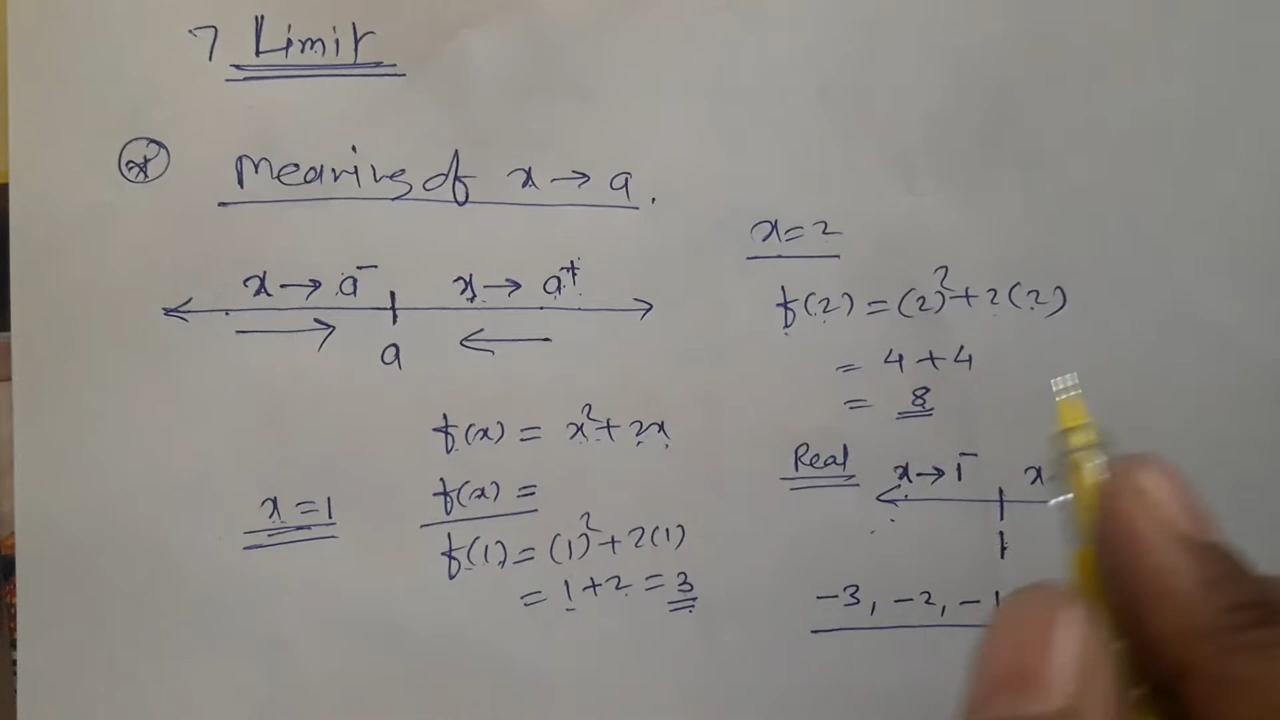 7 Limit
* Meaning of x → a.
x → a⁻ x → a⁺
a
f(x) = x² + 2x
x = 1
f(x) =
f(1) = (1)² + 2(1)
= 1 + 2 = 3
x = 2
f(2) = (2)² + 2(2)
= 4 + 4
= 8
Real x → 1⁻ x
1
-3, -2, -1